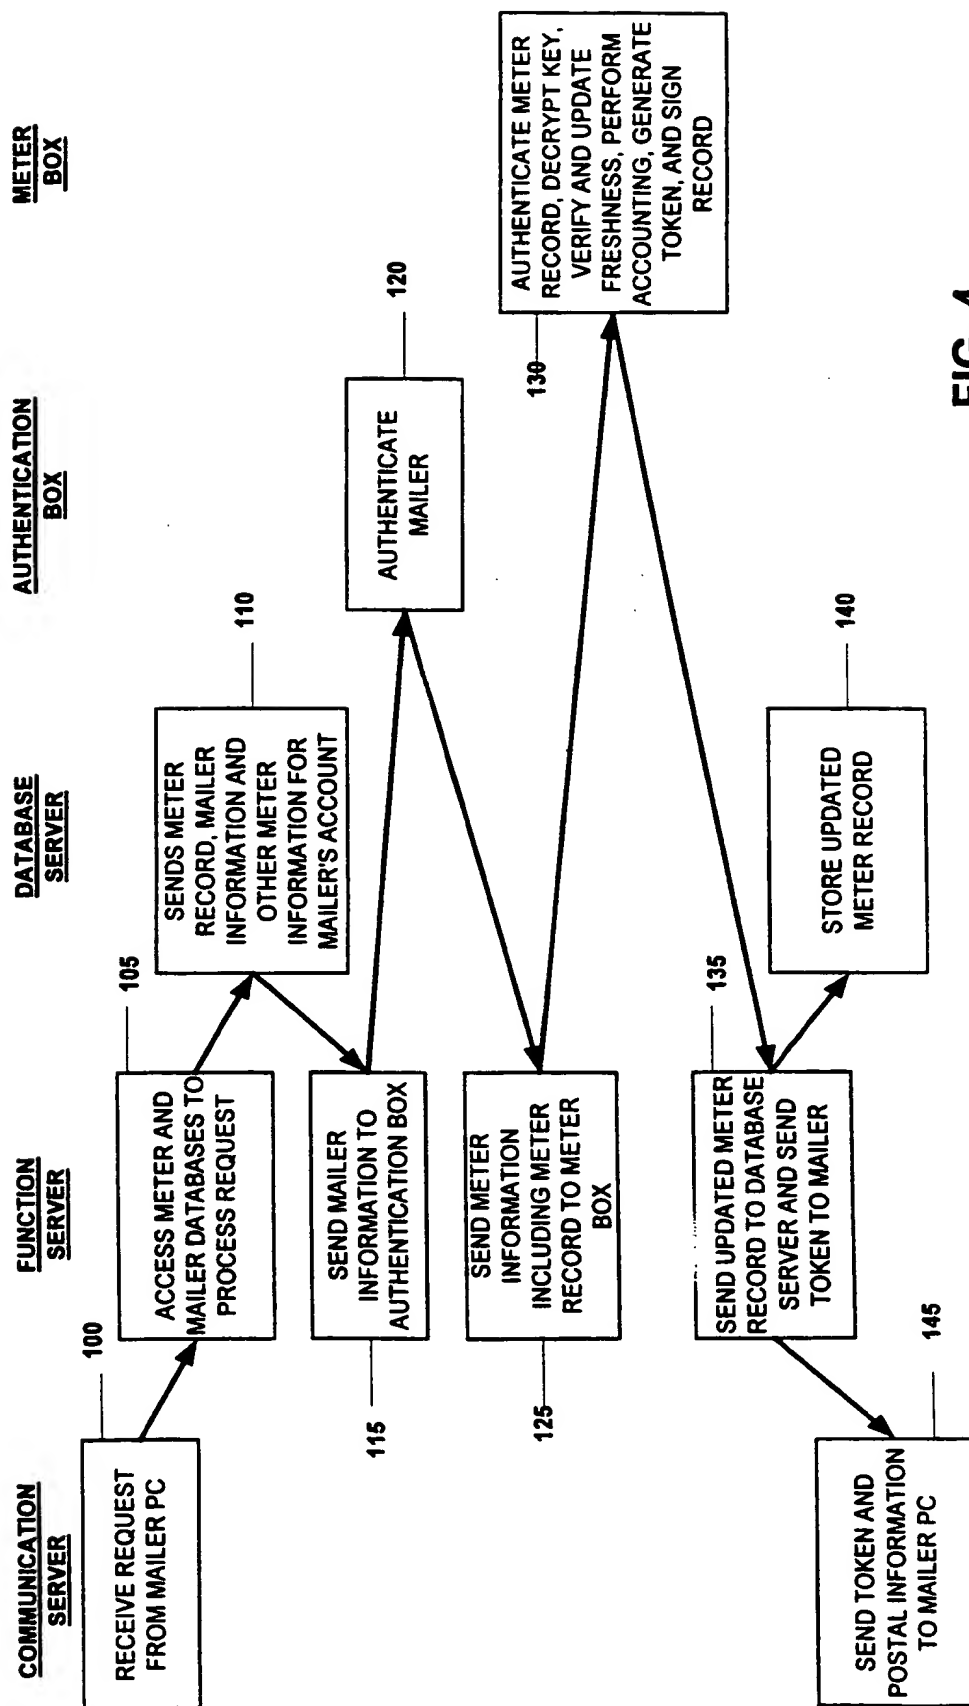 COMMUNICATION
SERVER
FUNCTION
SERVER
DATABASE
SERVER
AUTHENTICATION
BOX
METER
BOX
100
RECEIVE REQUEST
FROM MAILER PC
105
ACCESS METER AND
MAILER DATABASES TO
PROCESS REQUEST
110
SENDS METER
RECORD, MAILER
INFORMATION AND
OTHER METER
INFORMATION FOR
MAILER'S ACCOUNT
115
SEND MAILER
INFORMATION TO
AUTHENTICATION BOX
120
AUTHENTICATE
MAILER
125
SEND METER
INFORMATION
INCLUDING METER
RECORD TO METER
BOX
130
AUTHENTICATE METER
RECORD, DECRYPT KEY,
VERIFY AND UPDATE
FRESHNESS, PERFORM
ACCOUNTING, GENERATE
TOKEN, AND SIGN
RECORD
135
SEND UPDATED METER
RECORD TO DATABASE
SERVER AND SEND
TOKEN TO MAILER
140
STORE UPDATED
METER RECORD
145
SEND TOKEN AND
POSTAL INFORMATION
TO MAILER PC
FIG. 4